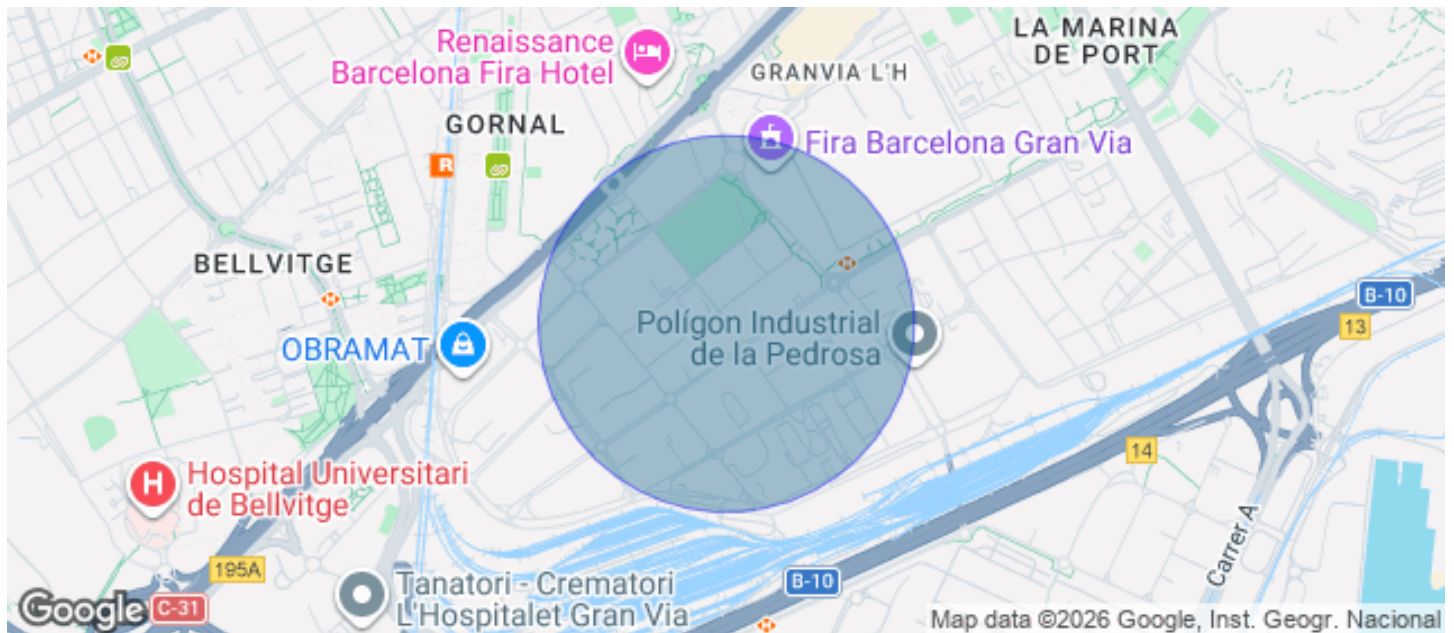 Renaissance
Barcelona Fira Hotel
LA MARINA
DE PORT
GRANVIA L'H
GORNAL
R
Fira Barcelona Gran Via
BELLVITGE
B-10
13
Polígon Industrial
de la Pedrosa
OBRAMAT
14
H
Hospital Universitari
de Bellvitge
Carrer A
195A
Tanatori - Crematori
L'Hospitalet Gran Via
B-10
Google
C-31
Map data ©2026 Google, Inst. Geogr. Nacional